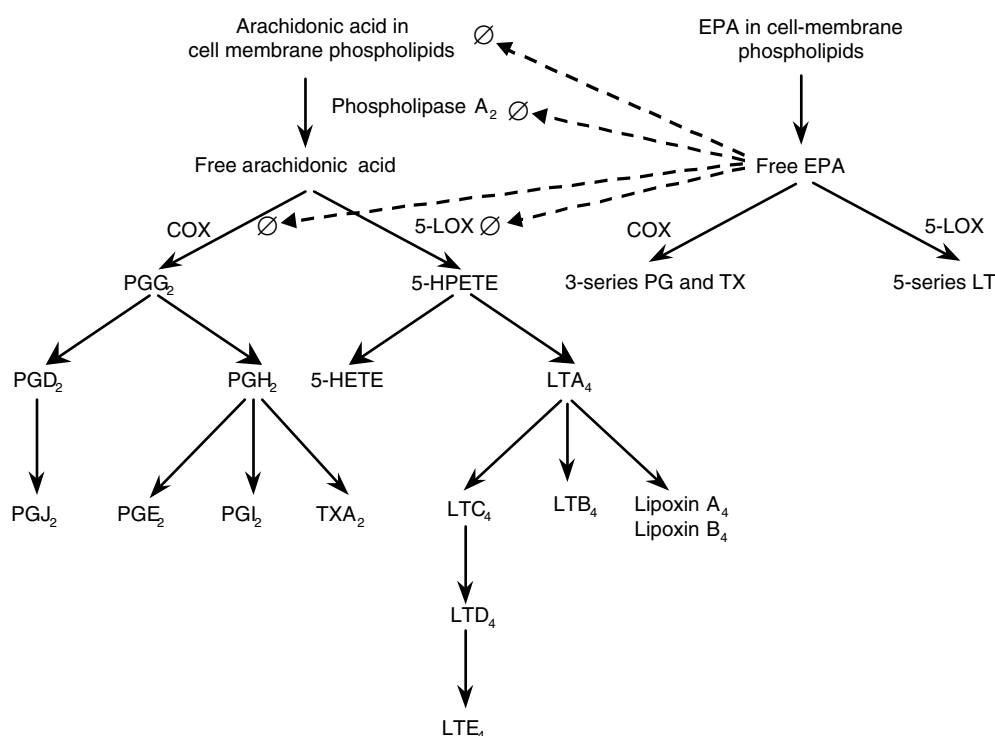 Arachidonic acid in
cell membrane phospholipids
∅
EPA in cell-membrane
phospholipids
Phospholipase A₂ ∅
Free arachidonic acid
Free EPA
COX
∅
5-LOX ∅
COX
5-LOX
PGG₂
5-HPETE
3-series PG and TX
5-series LT
PGD₂
PGH₂
5-HETE
LTA₄
PGJ₂
PGE₂
PGI₂
TXA₂
LTC₄
LTB₄
Lipoxin A₄
Lipoxin B₄
LTD₄
LTE₄